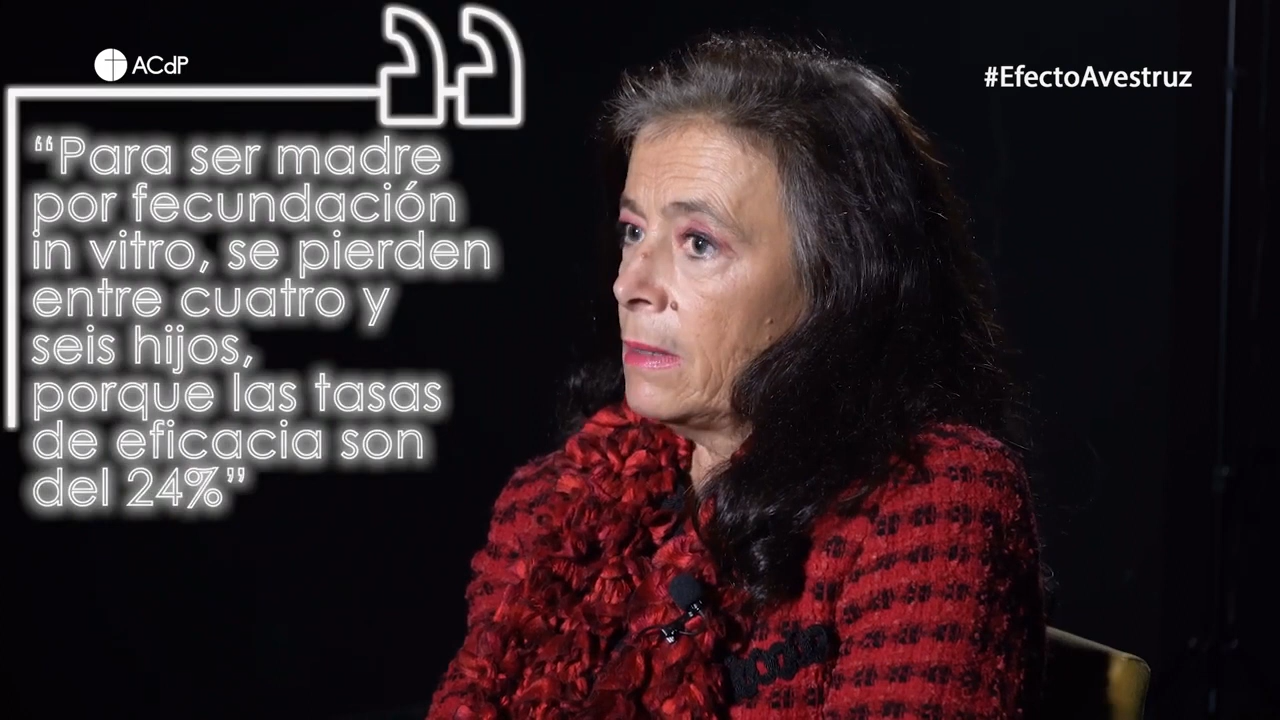 ACdP
#EfectoAvestruz
“Para ser madre
por fecundación
in vitro, se pierden
entre cuatro y
seis hijos,
porque las tasas
de eficacia son
del 24%”